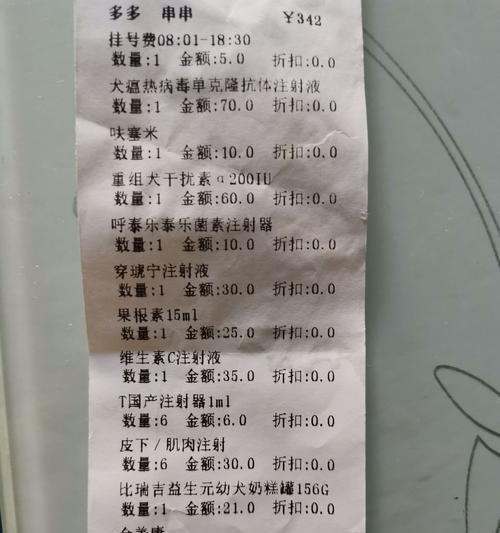 多多 串串 ￥342
挂号费08:01-18:30
数量:1 金额:5.0 折扣:0.0
犬瘟热病毒单克隆抗体注射液
数量:1 金额:70.0 折扣:0.0
呋塞米
数量:1 金额:10.0 折扣:0.0
重组犬干扰素α200IU
数量:1 金额:60.0 折扣:0.0
呼泰乐泰乐菌素注射器
数量:1 金额:10.0 折扣:0.0
穿琥宁注射液
数量:1 金额:30.0 折扣:0.0
果根素15ml
数量:1 金额:25.0 折扣:0.0
维生素C注射液
数量:1 金额:35.0 折扣:0.0
T国产注射器1ml
数量:6 金额:6.0 折扣:0.0
皮下/肌肉注射
数量:6 金额:30.0 折扣:0.0
比瑞吉益生元幼犬奶糕罐156G
数量:1 金额:21.0 折扣:0.0